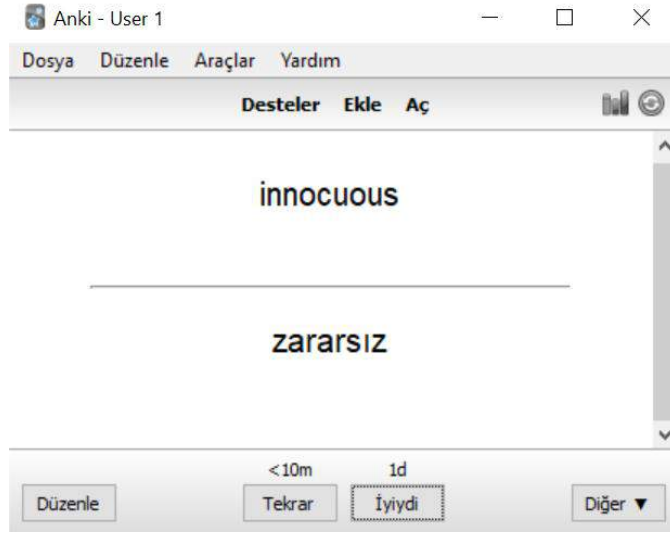 Anki - User 1
Dosya Düzenle Araçlar Yardım
Desteler Ekle Aç
innocuous
zararsız
<10m 1d
Düzenle Tekrar İyiydi Diğer ▼